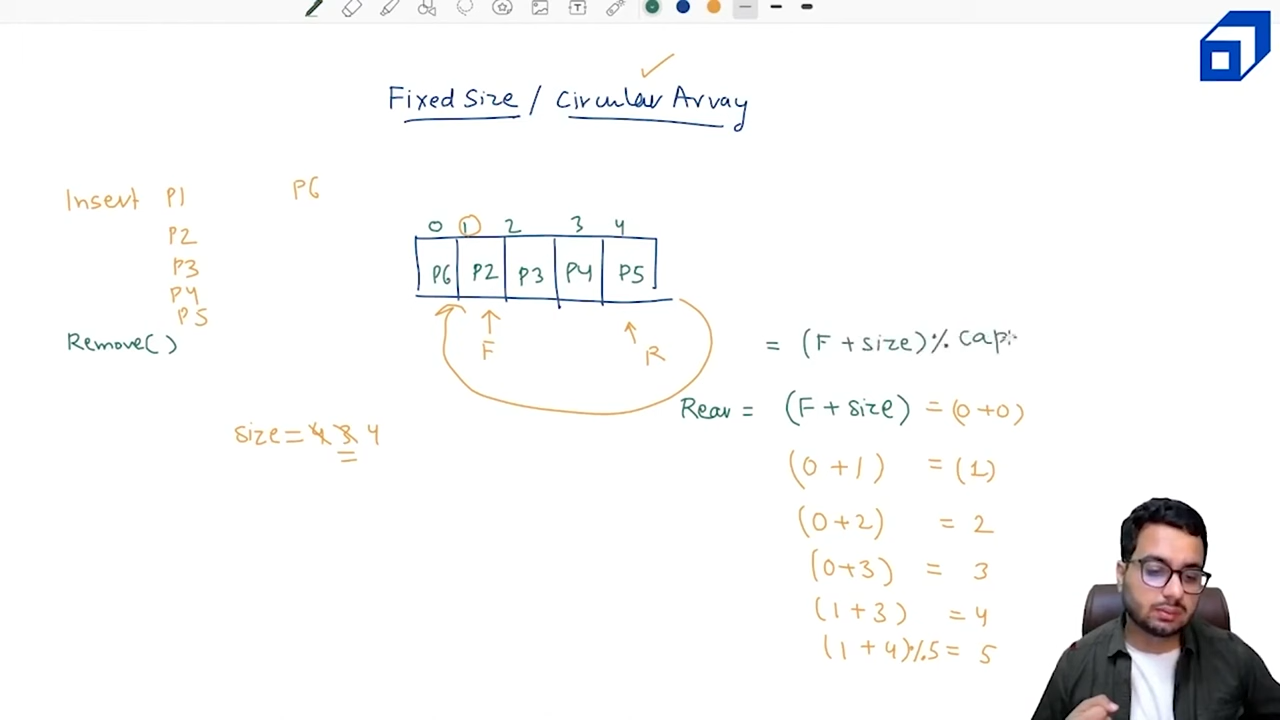 Fixed Size / Circular Array
Insert P1 P6
P2
P3
P4
P5
Remove( )
0 1 2 3 4
P6 P2 P3 P4 P5
F
R
size = 4 3 4
= (F + size) % Cap
Rear = (F + size) = (0 + 0)
(0 + 1) = (1)
(0 + 2) = 2
(0 + 3) = 3
(1 + 3) = 4
(1 + 4) % 5 = 5